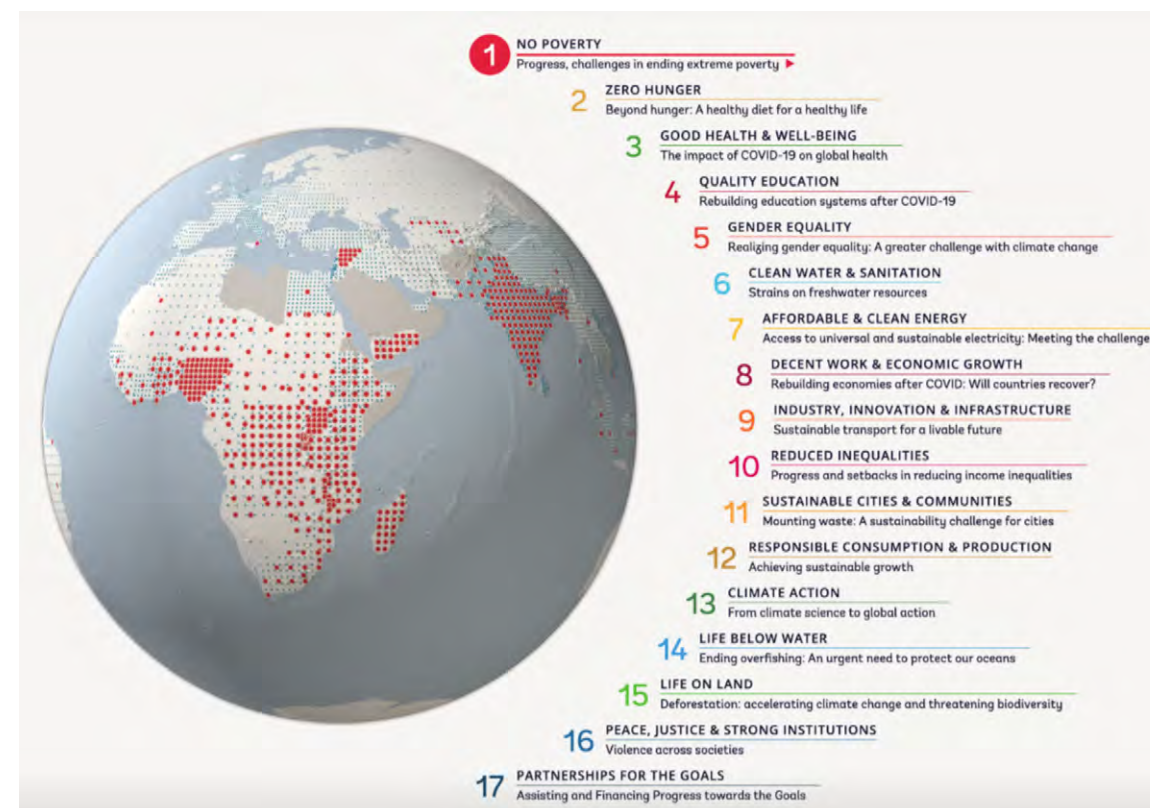 1 NO POVERTY
Progress, challenges in ending extreme poverty ▶
2 ZERO HUNGER
Beyond hunger: A healthy diet for a healthy life
3 GOOD HEALTH & WELL-BEING
The impact of COVID-19 on global health
4 QUALITY EDUCATION
Rebuilding education systems after COVID-19
5 GENDER EQUALITY
Realizing gender equality: A greater challenge with climate change
6 CLEAN WATER & SANITATION
Strains on freshwater resources
7 AFFORDABLE & CLEAN ENERGY
Access to universal and sustainable electricity: Meeting the challenge
8 DECENT WORK & ECONOMIC GROWTH
Rebuilding economies after COVID: Will countries recover?
9 INDUSTRY, INNOVATION & INFRASTRUCTURE
Sustainable transport for a livable future
10 REDUCED INEQUALITIES
Progress and setbacks in reducing income inequalities
11 SUSTAINABLE CITIES & COMMUNITIES
Mounting waste: A sustainability challenge for cities
12 RESPONSIBLE CONSUMPTION & PRODUCTION
Achieving sustainable growth
13 CLIMATE ACTION
From climate science to global action
14 LIFE BELOW WATER
Ending overfishing: An urgent need to protect our oceans
15 LIFE ON LAND
Deforestation: accelerating climate change and threatening biodiversity
16 PEACE, JUSTICE & STRONG INSTITUTIONS
Violence across societies
17 PARTNERSHIPS FOR THE GOALS
Assisting and Financing Progress towards the Goals